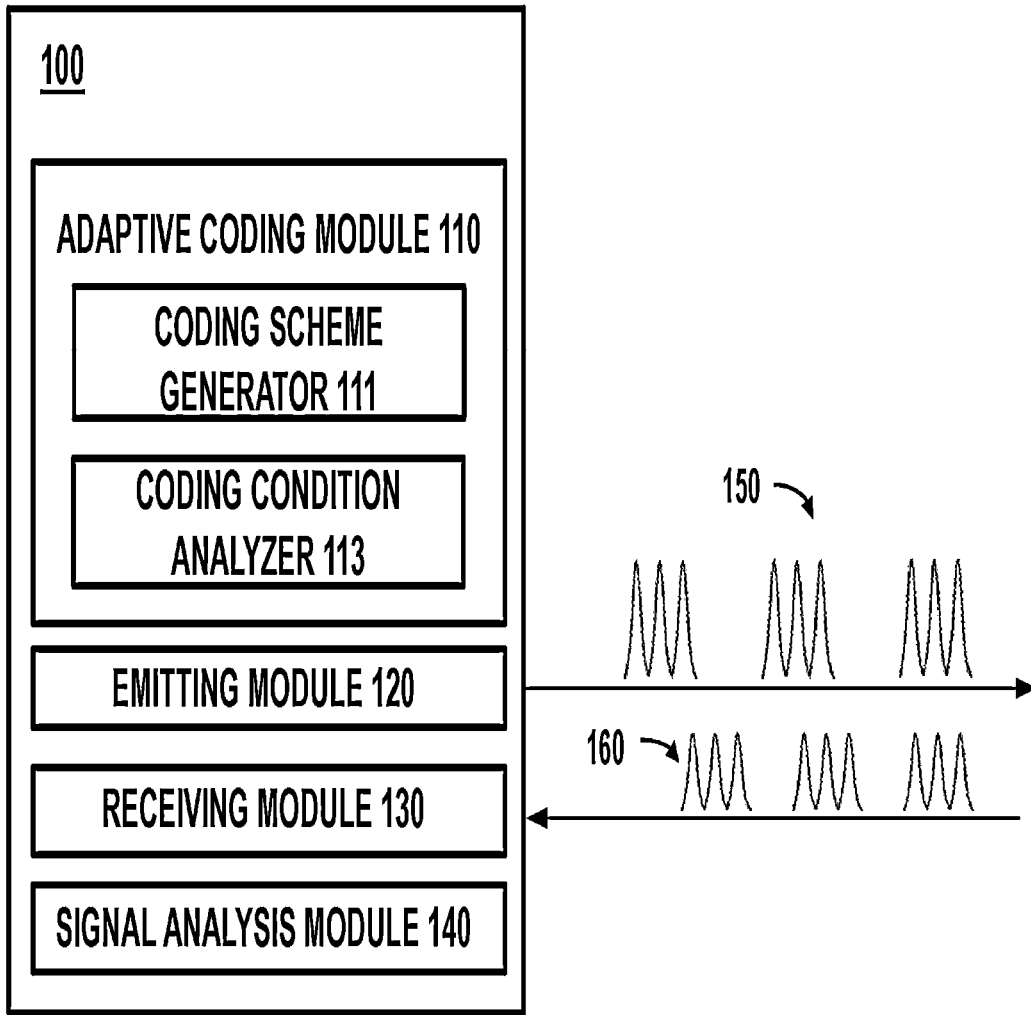 100
ADAPTIVE CODING MODULE 110
CODING SCHEME
GENERATOR 111
CODING CONDITION
ANALYZER 113
150
EMITTING MODULE 120
160
RECEIVING MODULE 130
SIGNAL ANALYSIS MODULE 140